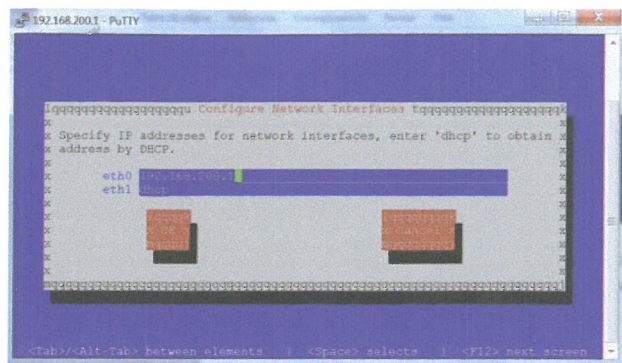 192.168.200.1 - PuTTY
lqqqqqqqqqqqqqqqqqqu Configure Network Interfaces tqqqqqqqqqqqqqqqqqqk
x x
x Specify IP addresses for network interfaces, enter 'dhcp' to obtain x
x address by DHCP. x
x x
x eth0 192.168.200.1 x
x eth1 dhcp x
x x
x OK x x Cancel x
<Tab>/<Alt-Tab> between elements | <Space> selects | <F12> next screen